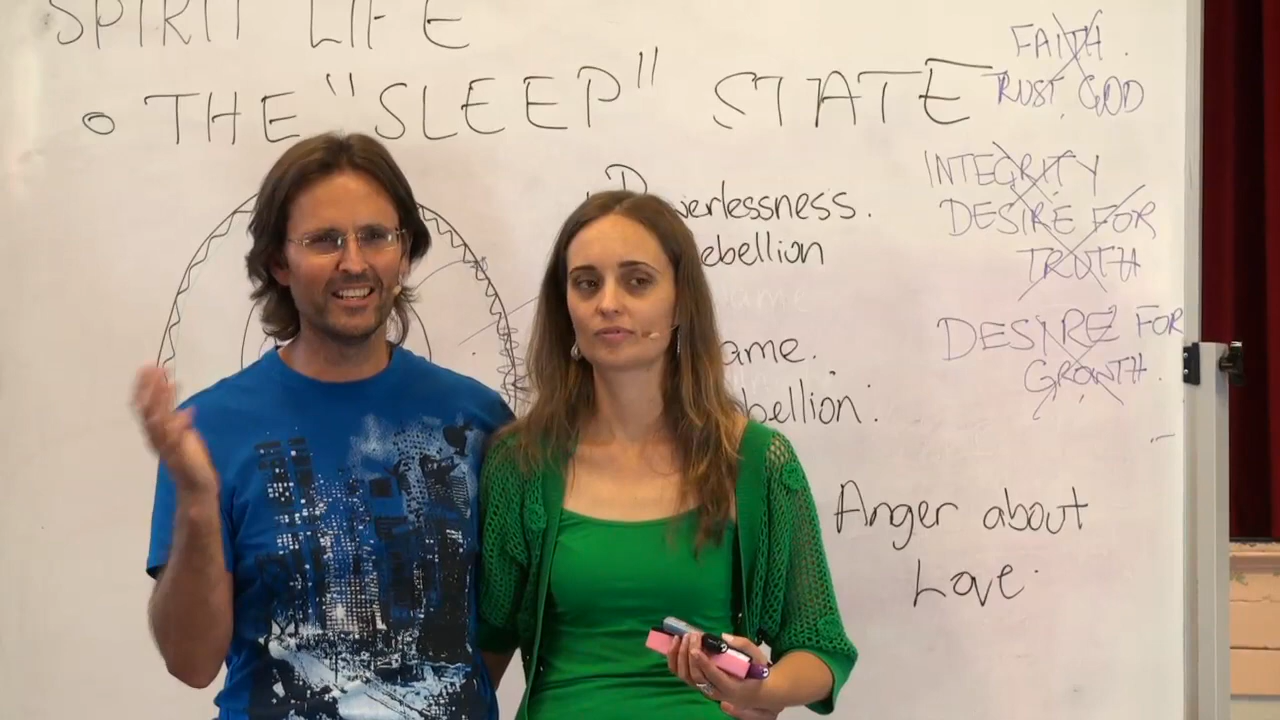 SPIRIT LIFE
o THE "SLEEP" STATE
FAITH.
TRUST GOD
INTEGRITY
DESIRE FOR
TRUTH
DESIRE FOR
GROWTH.
werlessness.
ebellion
ame
ame.
bellion.
Anger about
Love.